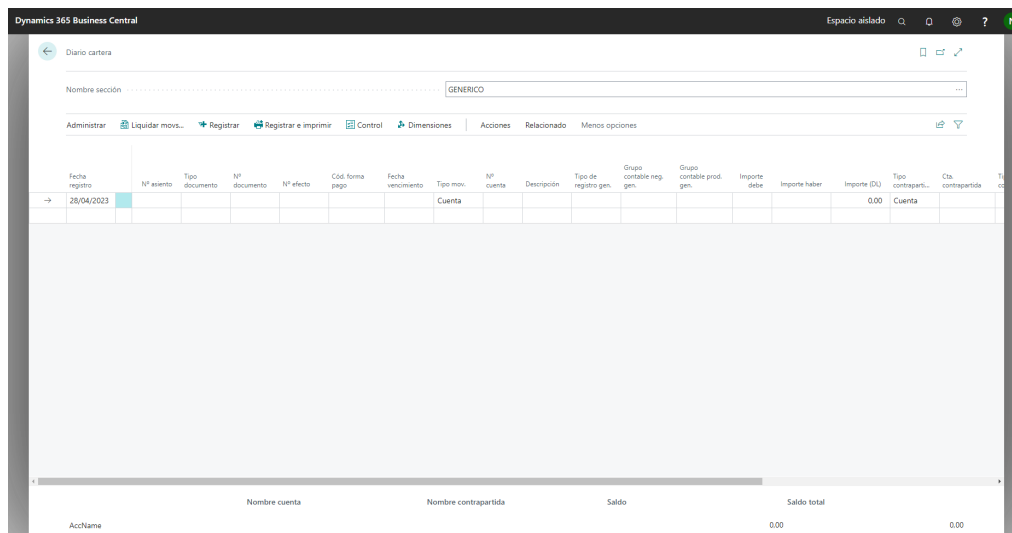 Dynamics 365 Business Central
Espacio aislado
?
Diario cartera
Nombre sección
GENERICO
...
Administrar Liquidar movs... Registrar Registrar e imprimir Control Dimensiones Acciones Relacionado Menos opciones
Fecha registro
Nº asiento
Tipo documento
Nº documento
Nº efecto
Cód. forma pago
Fecha vencimiento
Tipo mov.
Nº cuenta
Descripción
Tipo de registro gen.
Grupo contable neg. gen.
Grupo contable prod. gen.
Importe debe
Importe haber
Importe (DL)
Tipo contraparti...
Cta. contrapartida
28/04/2023 Cuenta 0.00 Cuenta
Nombre cuenta Nombre contrapartida Saldo Saldo total
AccName 0.00 0.00